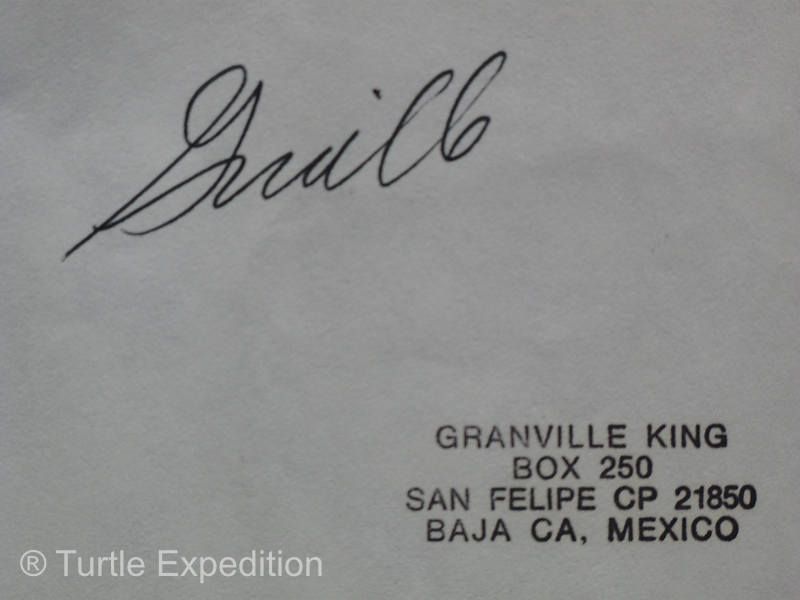 GRANVILLE KING
BOX 250
SAN FELIPE CP 21850
BAJA CA, MEXICO
® Turtle Expedition